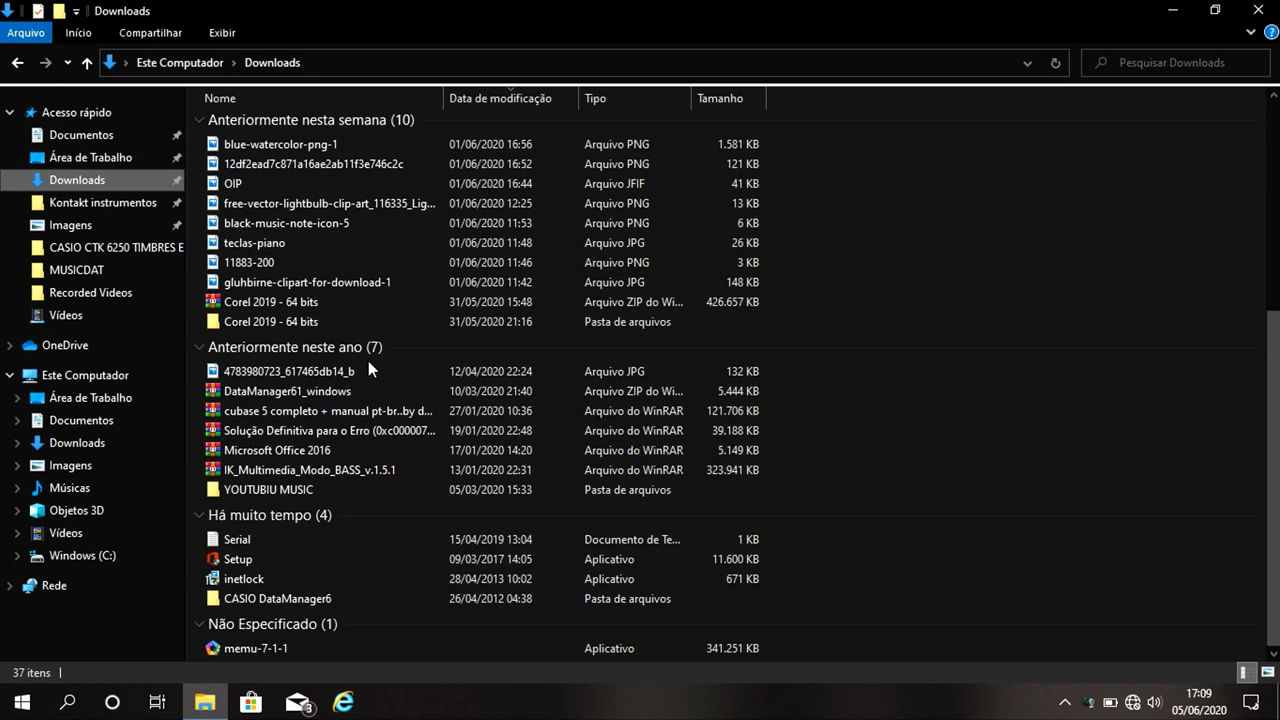 Downloads
Arquivo Início Compartilhar Exibir
Este Computador Downloads Pesquisar Downloads
Nome Data de modificação Tipo Tamanho
Acesso rápido
Documentos
Área de Trabalho
Downloads
Kontakt instrumentos
Imagens
CASIO CTK 6250 TIMBRES E
MUSICDAT
Recorded Videos
Vídeos
OneDrive
Este Computador
Área de Trabalho
Documentos
Downloads
Imagens
Músicas
Objetos 3D
Vídeos
Windows (C:)
Rede
Anteriormente nesta semana (10)
blue-watercolor-png-1 01/06/2020 16:56 Arquivo PNG 1.581 KB
12df2ead7c871a16ae2ab11f3e746c2c 01/06/2020 16:52 Arquivo PNG 121 KB
OIP 01/06/2020 16:44 Arquivo JFIF 41 KB
free-vector-lightbulb-clip-art_116335_Lig... 01/06/2020 12:25 Arquivo PNG 13 KB
black-music-note-icon-5 01/06/2020 11:53 Arquivo PNG 6 KB
teclas-piano 01/06/2020 11:48 Arquivo JPG 26 KB
11883-200 01/06/2020 11:46 Arquivo PNG 3 KB
gluhbirne-clipart-for-download-1 01/06/2020 11:42 Arquivo JPG 148 KB
Corel 2019 - 64 bits 31/05/2020 15:48 Arquivo ZIP do Wi... 426.657 KB
Corel 2019 - 64 bits 31/05/2020 21:16 Pasta de arquivos
Anteriormente neste ano (7)
4783980723_617465db14_b 12/04/2020 22:24 Arquivo JPG 132 KB
DataManager61_windows 10/03/2020 21:40 Arquivo ZIP do Wi... 5.444 KB
cubase 5 completo + manual pt-br..by d... 27/01/2020 10:36 Arquivo do WinRAR 121.706 KB
Solução Definitiva para o Erro (0xc000007... 19/01/2020 22:48 Arquivo do WinRAR 39.188 KB
Microsoft Office 2016 17/01/2020 14:20 Arquivo do WinRAR 5.149 KB
IK_Multimedia_Modo_BASS_v.1.5.1 13/01/2020 22:31 Arquivo do WinRAR 323.941 KB
YOUTUBIU MUSIC 05/03/2020 15:33 Pasta de arquivos
Há muito tempo (4)
Serial 15/04/2019 13:04 Documento de Te... 1 KB
Setup 09/03/2017 14:05 Aplicativo 11.600 KB
inetlock 28/04/2013 10:02 Aplicativo 671 KB
CASIO DataManager6 26/04/2012 04:38 Pasta de arquivos
Não Especificado (1)
memu-7-1-1 Aplicativo 341.251 KB
37 itens
3
17:09
05/06/2020